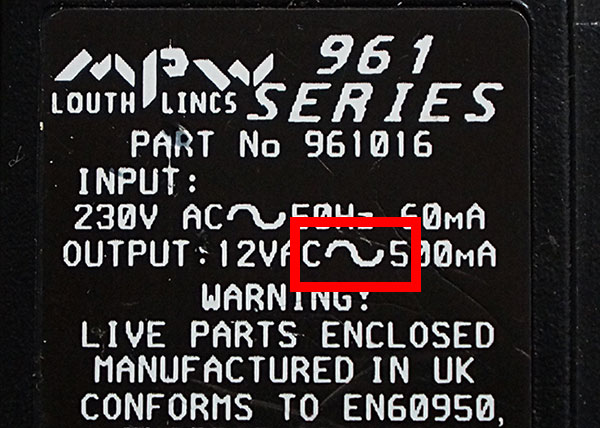 MPW 961
LOUTH LINCS SERIES
PART No 961016
INPUT:
230V AC～50Hz 60mA
OUTPUT:12VAC～500mA
WARNING!
LIVE PARTS ENCLOSED
MANUFACTURED IN UK
CONFORMS TO EN60950,